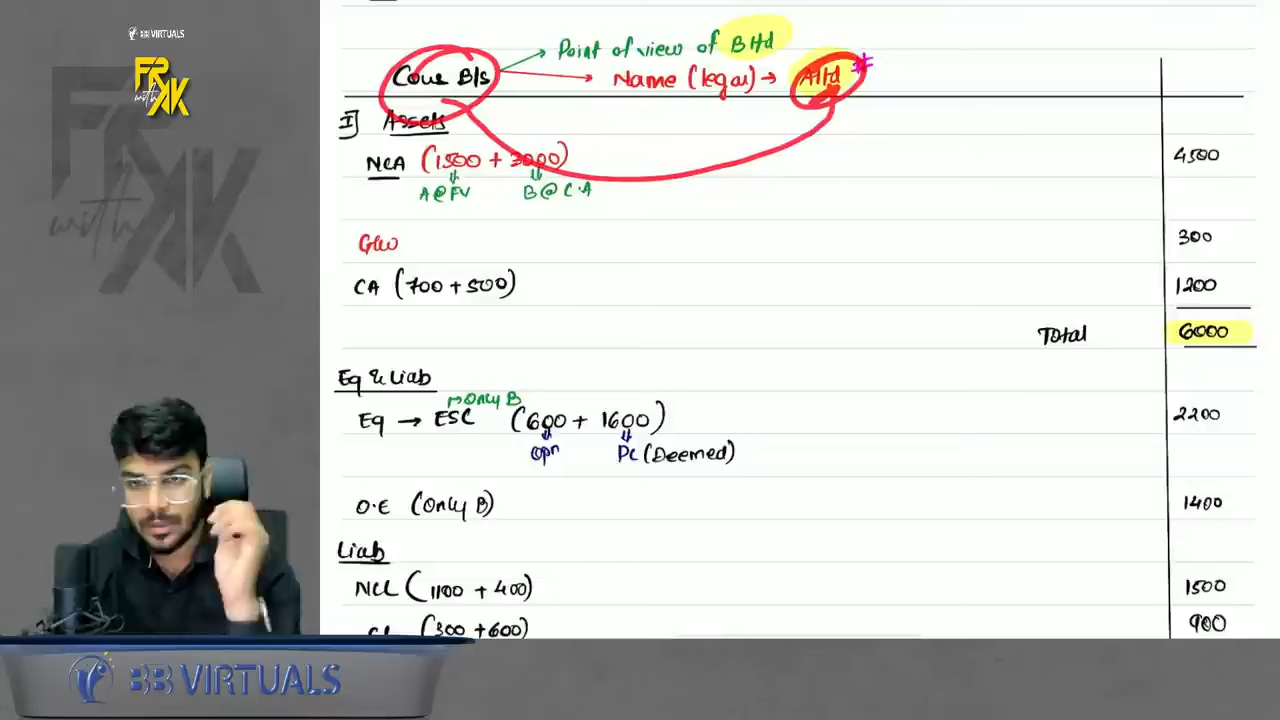 BB VIRTUALS
FR
with
AK
Point of view of B ltd
Cons B/s
Name (legal) → A ltd #
I] Assets
NCA (1500 + 3000) 4500
A @ FV B @ C.A
GW 300
CA (700 + 500) 1200
Total 6000
Eq & Liab
→ Only B
Eq → ESC (600 + 1600) 2200
opn PC (Deemed)
O.E (Only B) 1400
Liab
NCL (1100 + 400) 1500
CL (300 + 600) 900
BB VIRTUALS